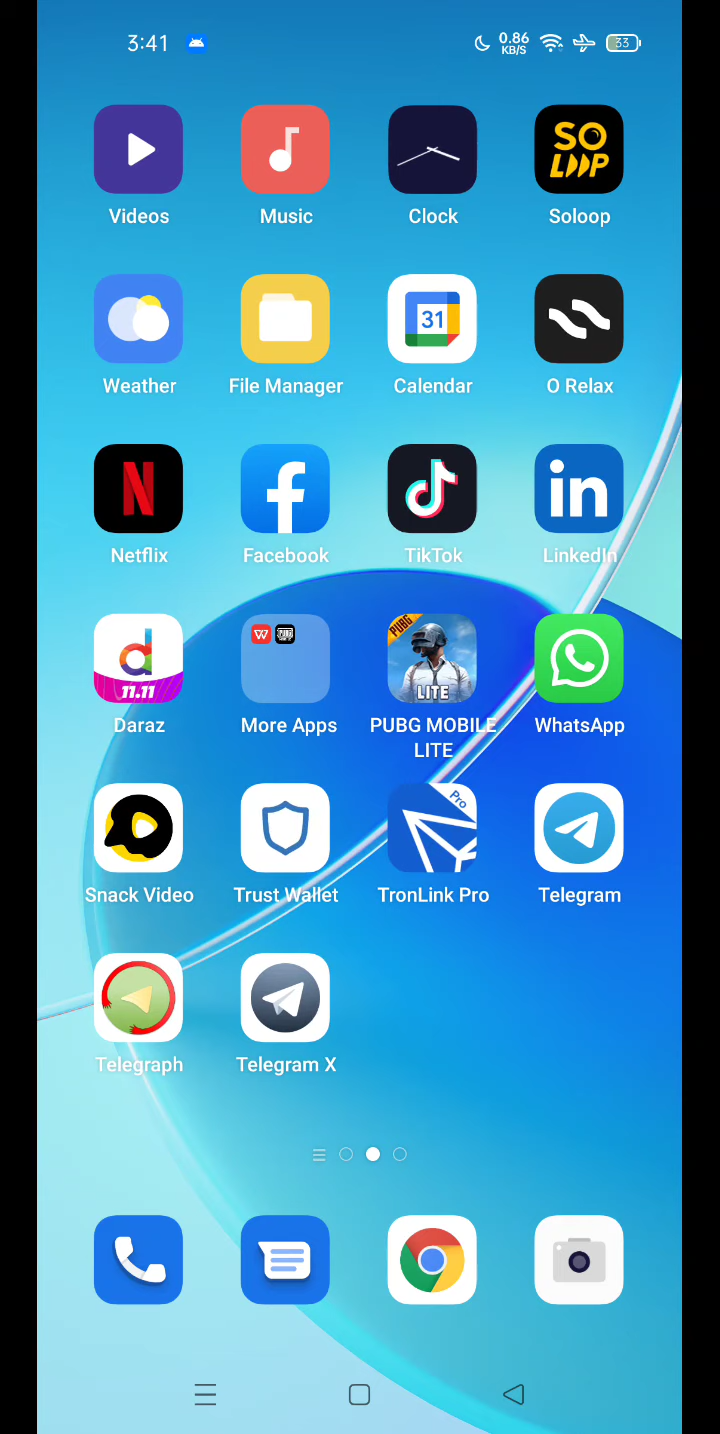 3:41 0.86 33
KB/S
SO
LOOP
Videos Music Clock Soloop
31
Weather File Manager Calendar O Relax
N f in
Netflix Facebook TikTok LinkedIn
PUBG
W
d
11.11 LITE
Daraz More Apps PUBG MOBILE WhatsApp
LITE
Pro
Snack Video Trust Wallet TronLink Pro Telegram
Telegraph Telegram X